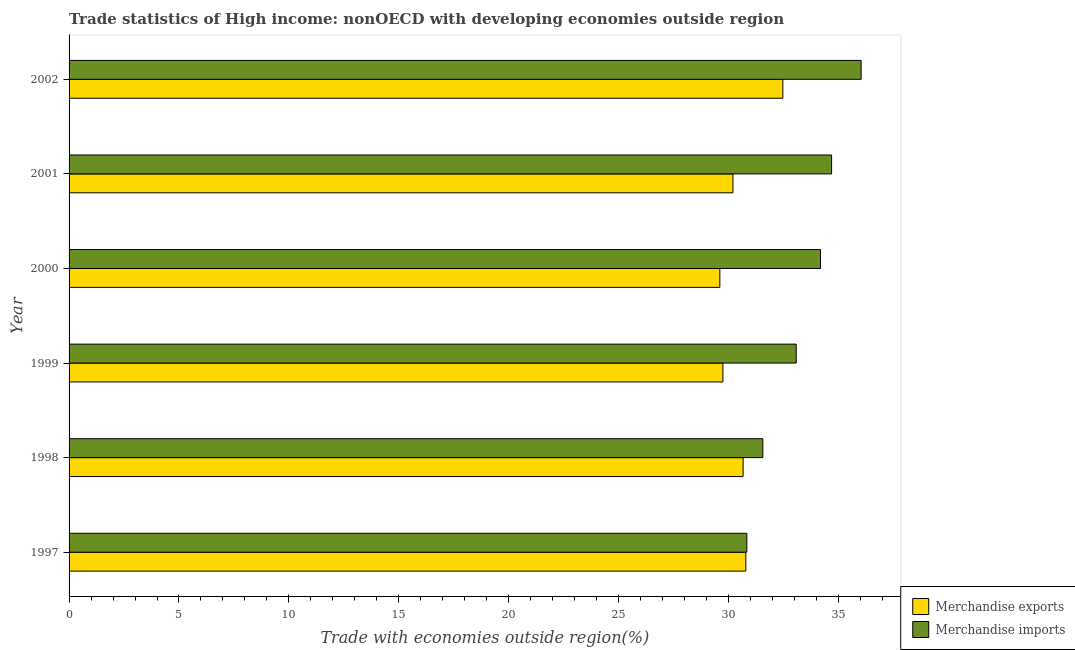 Trade statistics of High income: nonOECD with developing economies outside region
2002
2001
2000
1999
1998
1997
Year
0
5
10
15
20
25
30
35
Trade with economies outside region(%)
Merchandise exports
Merchandise imports